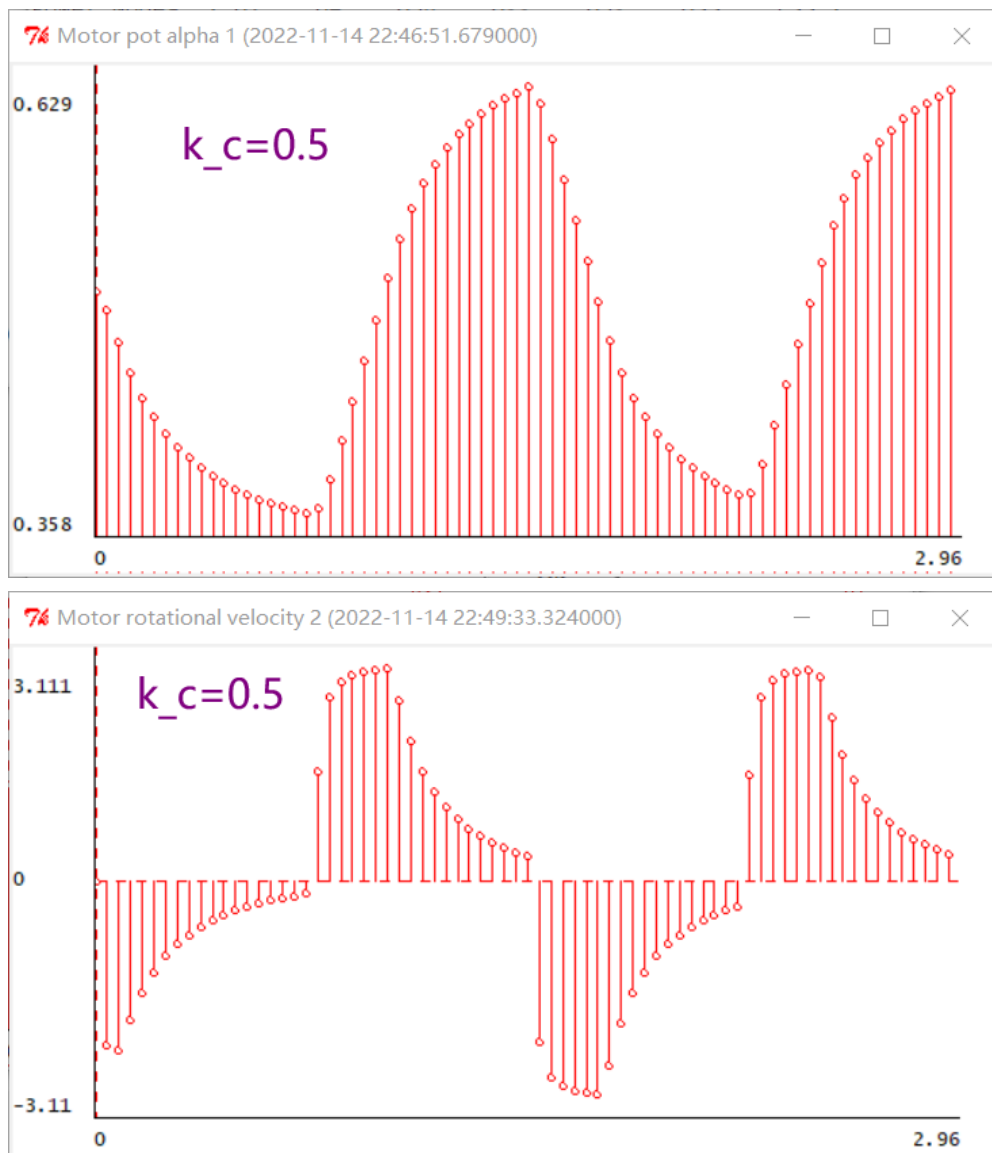 Motor pot alpha 1 (2022-11-14 22:46:51.679000)
0.629
k_c=0.5
0.358
0
2.96
Motor rotational velocity 2 (2022-11-14 22:49:33.324000)
3.111
k_c=0.5
0
-3.11
0
2.96